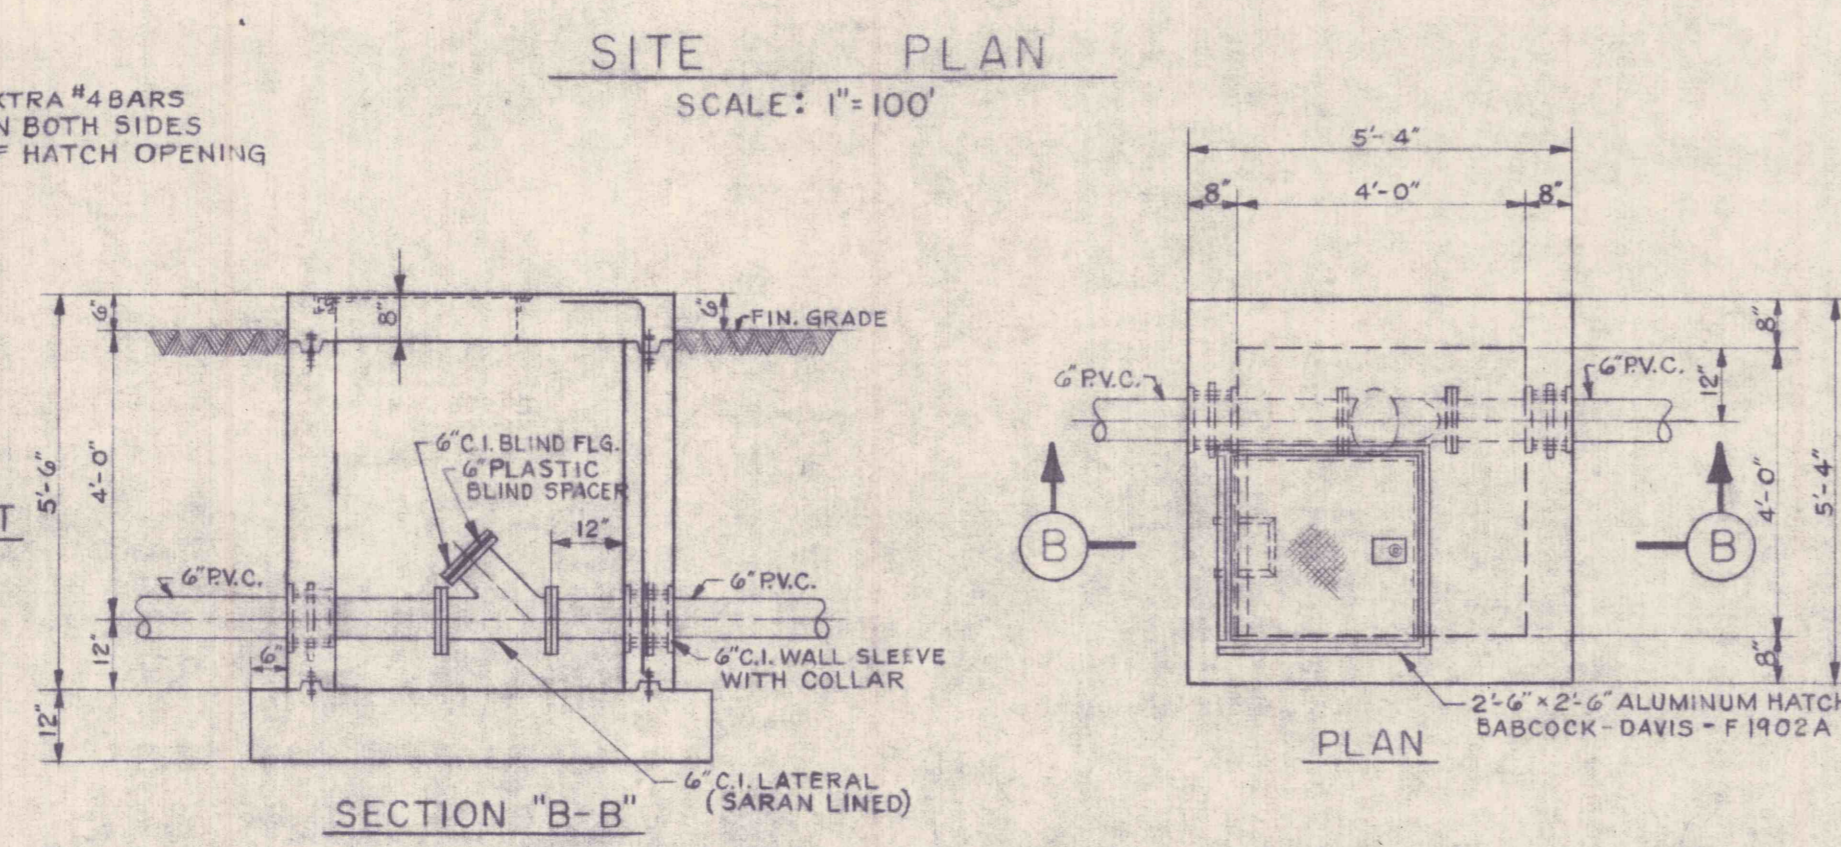 SITE PLAN
SCALE: 1"=100'
XTRA #4 BARS
N BOTH SIDES
F HATCH OPENING
5'-4"
8"
4'-0"
8"
6"
8"
6"
FIN. GRADE
5'-6"
4'-0"
6" C.I. BLIND FLG.
6" PLASTIC
BLIND SPACER
12"
T
6" P.V.C.
6" P.V.C.
12"
6"
6" C.I. WALL SLEEVE
WITH COLLAR
12"
6" C.I. LATERAL
(SARAN LINED)
SECTION "B-B"
8"
6" P.V.C.
6" P.V.C.
12"
4'-0"
5'-4"
B
B
8"
2'-6" x 2'-6" ALUMINUM HATCH
BABCOCK-DAVIS - F 1902A
PLAN